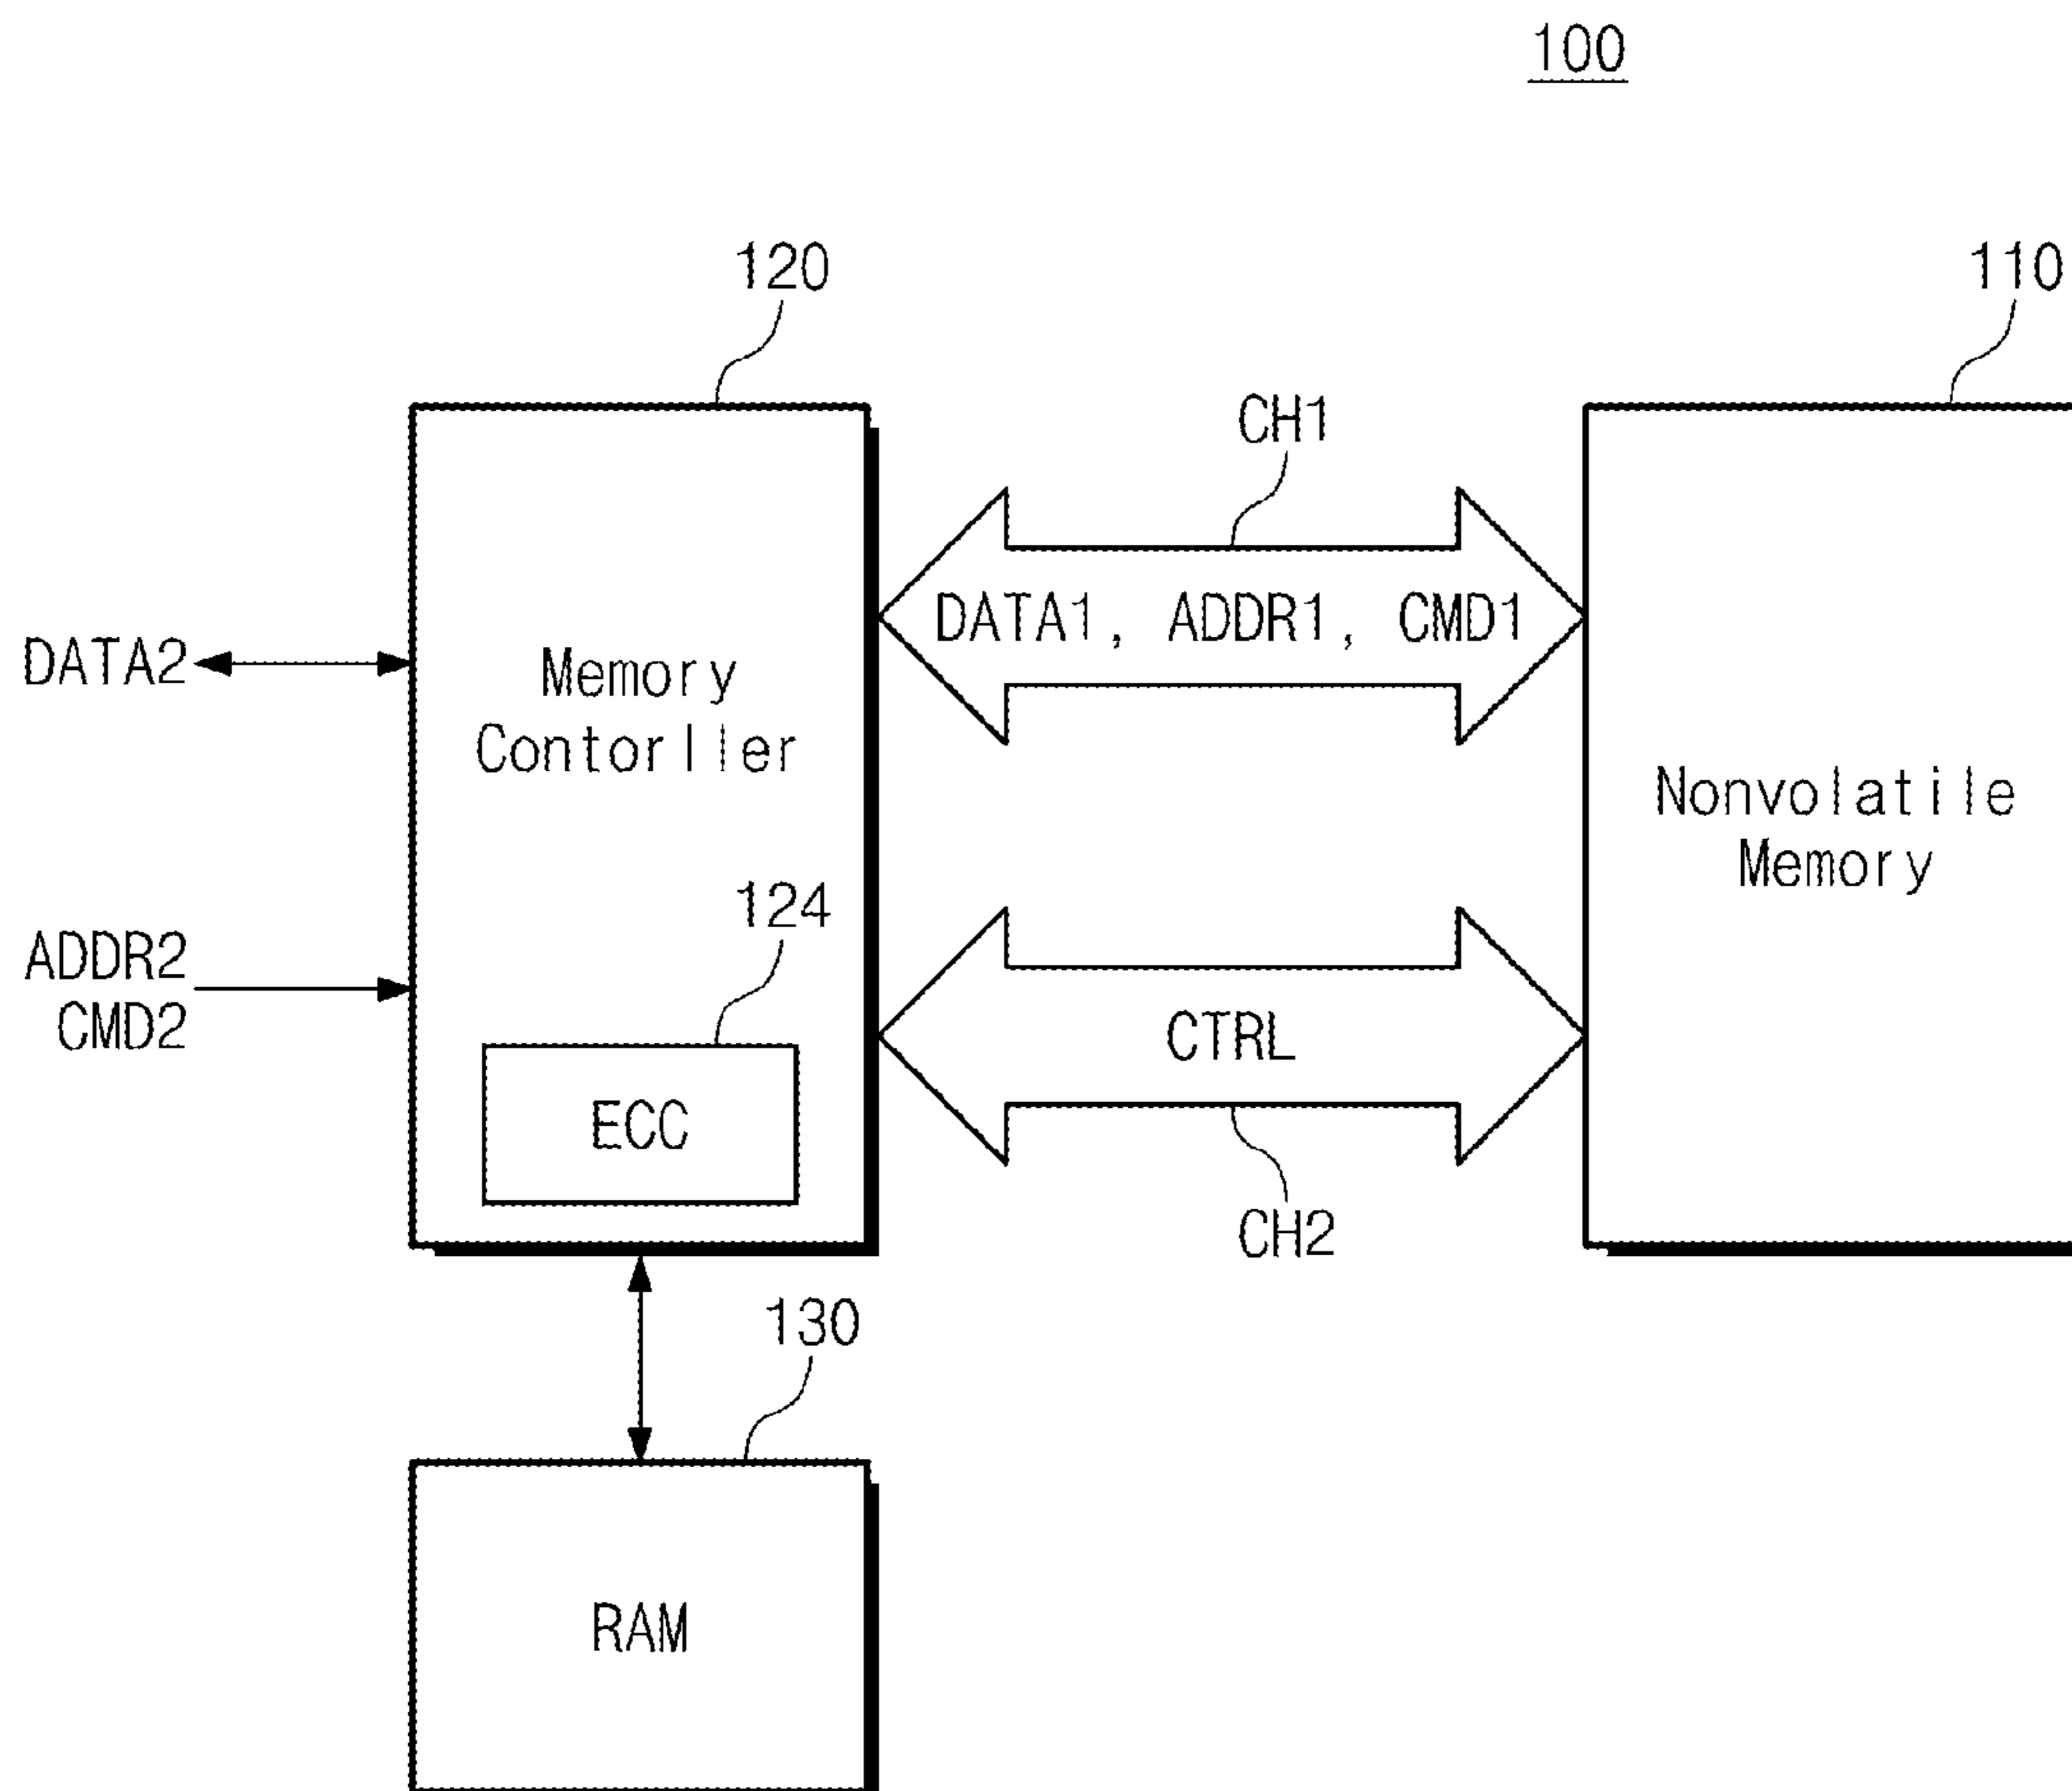 100
120
110
CH1
DATA1, ADDR1, CMD1
DATA2
Memory
Contorller
Nonvolatile
Memory
124
ADDR2
CMD2
CTRL
ECC
CH2
130
RAM